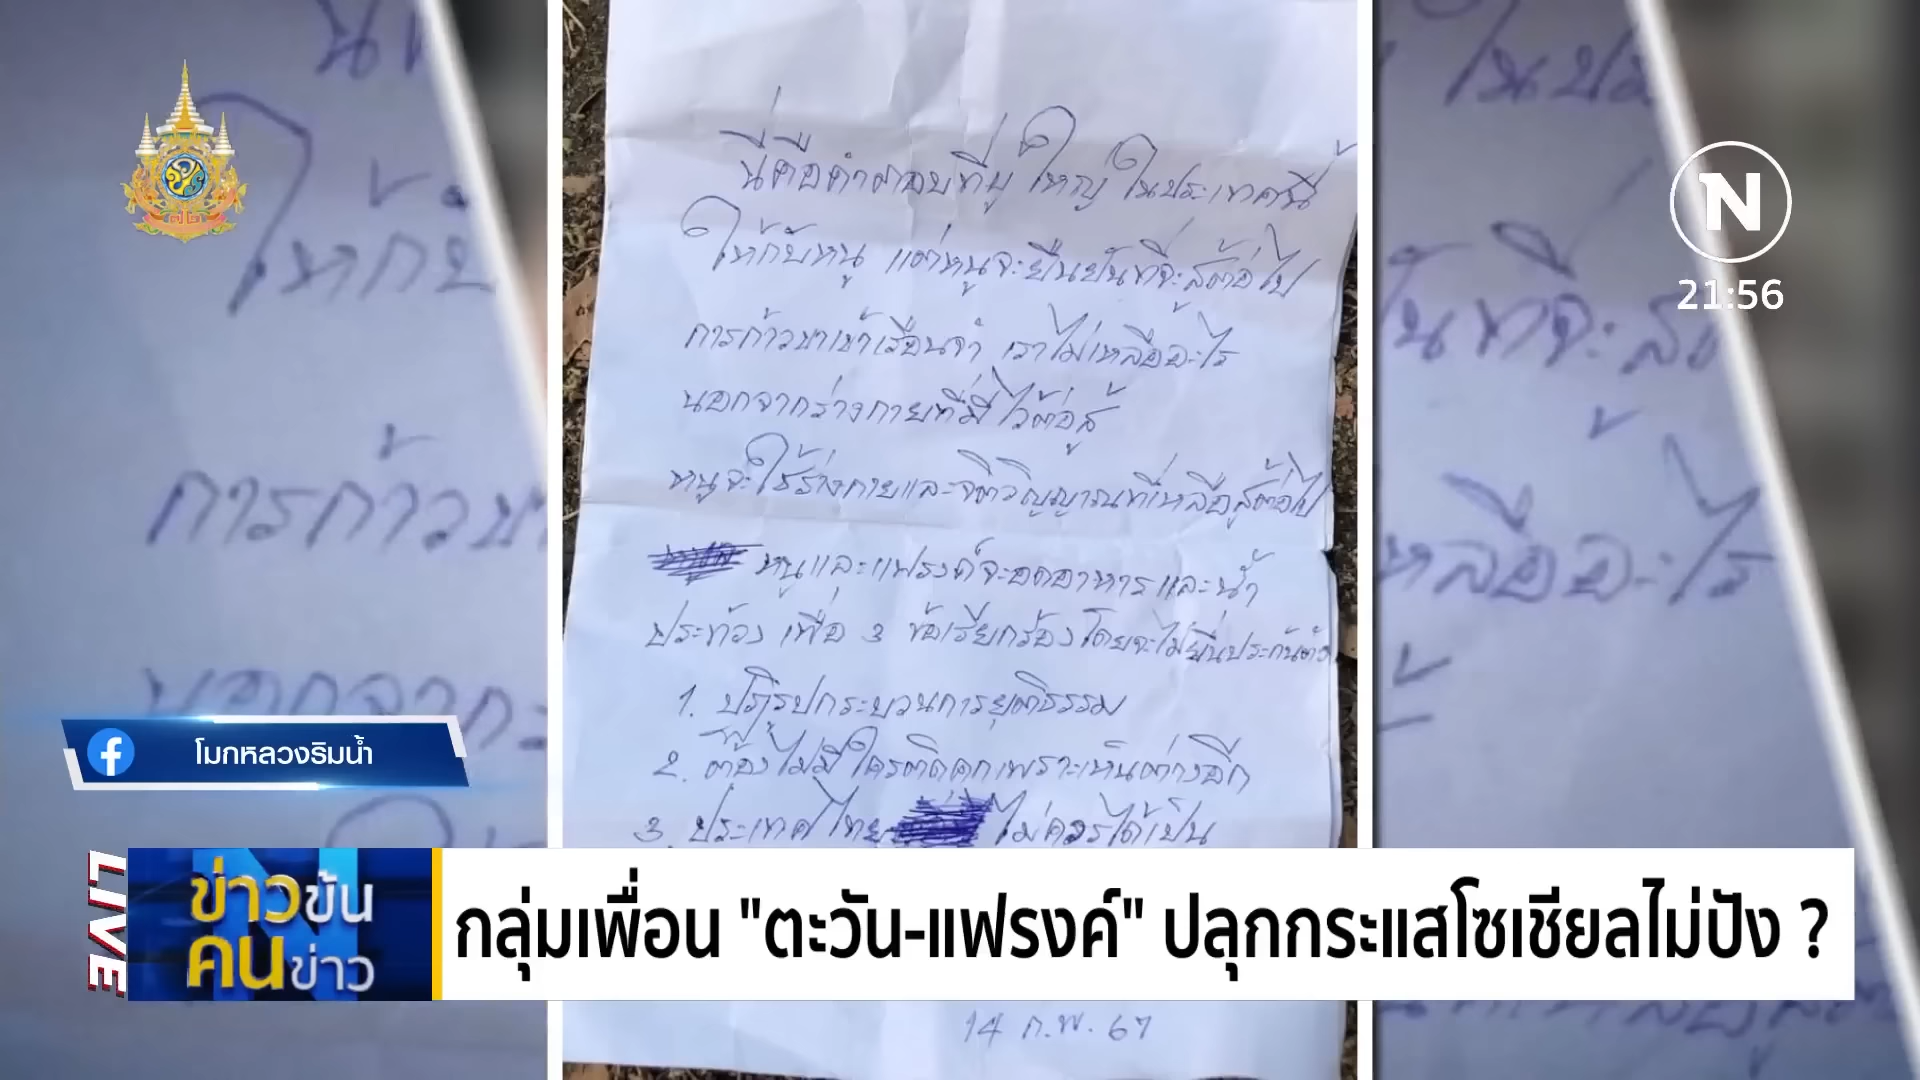 นี่คือคำตอบที่ผู้ใหญ่ในประเทศนี้
ให้กับหนู แต่หนูจะยืนยันที่จะสู้ต่อไป
การก้าวขาเข้าเรือนจำ เราไม่เหลืออะไร
นอกจากร่างกายที่มีไว้ต่อสู้
หนูจะใช้ร่างกายและจิตวิญญาณที่เหลือสู้ต่อไป
หนูและแฟรงค์จะอดอาหารและน้ำ
ประท้วง เพื่อ 3 ข้อเรียกร้องโดยจะไม่ยื่นประกันตัว
1. ปฏิรูปกระบวนการยุติธรรม
2. ต้องไม่มีใครติดคุกเพราะเห็นต่างอีก
3. ประเทศไทย ไม่ควรได้เป็น
14 ก.พ. 67
N
21:56
โมกหลวงริมน้ำ
LIVE
ข่าวข้น
คนข่าว
กลุ่มเพื่อน "ตะวัน-แฟรงค์" ปลุกกระแสโซเชียลไม่ปัง ?